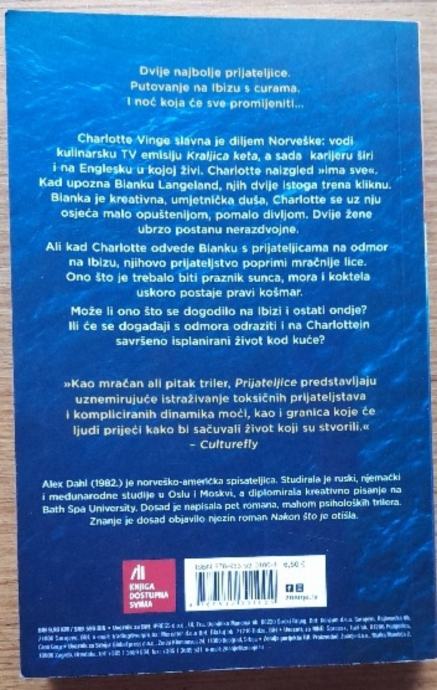 Dvije najbolje prijateljice.
Putovanje na Ibizu s curama.
I noć koja će sve promijeniti...
Charlotte Vinge slavna je diljem Norveške: vodi
kulinarsku TV emisiju Kraljica keta, a sada karijeru širi
i na Englesku u kojoj živi. Charlotte naizgled »ima sve«.
Kad upozna Bianku Langeland, njih dvije istoga trena kliknu.
Bianka je kreativna, umjetnička duša, Charlotte se uz nju
osjeća malo opuštenijom, pomalo divljom. Dvije žene
ubrzo postanu nerazdvojne.
Ali kad Charlotte odvede Bianku s prijateljicama na odmor
na Ibizu, njihovo prijateljstvo poprimi mračnije lice.
Ono što je trebalo biti praznik sunca, mora i koktela
uskoro postaje pravi košmar.
Može li ono što se dogodilo na Ibizi i ostati ondje?
Ili će se događaji s odmora odraziti i na Charlottein
savršeno isplanirani život kod kuće?
»Kao mračan ali pitak triler, Prijateljice predstavljaju
uznemirujuće istraživanje toksičnih prijateljstava
i kompliciranih dinamika moći, kao i granica koje će
ljudi prijeći kako bi sačuvali život koji su stvorili.«
– Culturefly
Alex Dahl (1982.) je norveško-američka spisateljica. Studirala je ruski, njemački
i međunarodne studije u Oslu i Moskvi, a diplomirala kreativno pisanje na
Bath Spa University. Dosad je napisala pet romana, mahom psiholoških trilera.
Znanje je dosad objavilo njezin roman Nakon što je otišla.
KNJIGA
DOSTUPNA
SVIMA
ISBN
6,50 €
znanje.hr